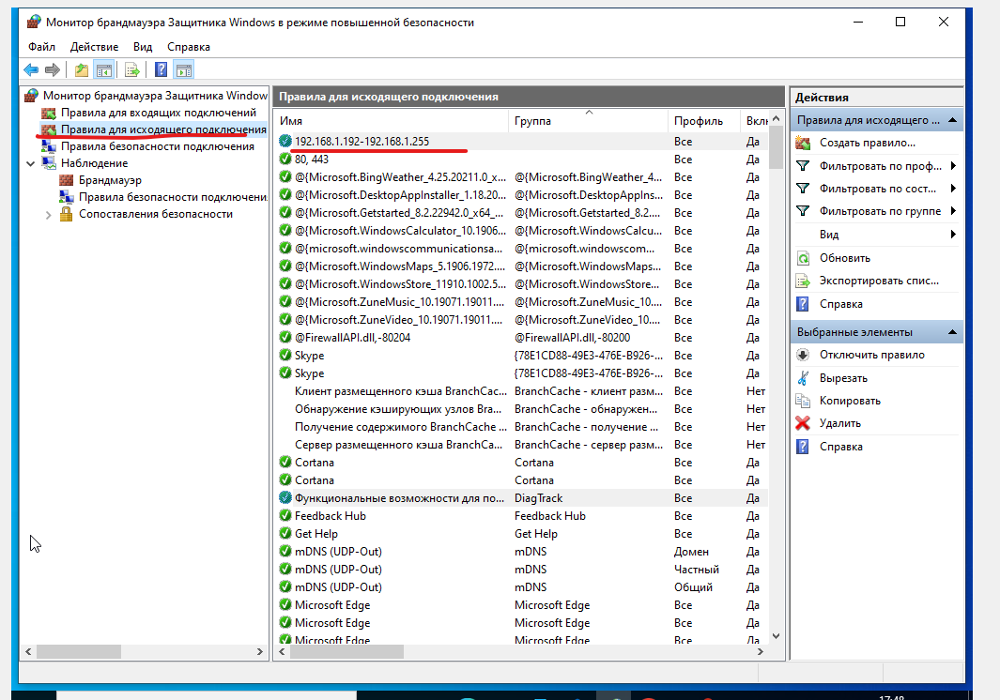 Монитор брандмауэра Защитника Windows в режиме повышенной безопасности
Файл Действие Вид Справка
Монитор брандмауэра Защитника Window
Правила для входящих подключений
Правила для исходящего подключения
Правила безопасности подключения
Наблюдение
Брандмауэр
Правила безопасности подключени
Сопоставления безопасности
Правила для исходящего подключения
Имя Группа Профиль Вкл
192.168.1.192-192.168.1.255 Все Да
80, 443 Все Да
@{Microsoft.BingWeather_4.25.20211.0_x... @{Microsoft.BingWeather_4... Все Да
@{Microsoft.DesktopAppInstaller_1.18.20... @{Microsoft.DesktopAppIns... Все Да
@{Microsoft.Getstarted_8.2.22942.0_x64_... @{Microsoft.Getstarted_8.2.... Все Да
@{Microsoft.WindowsCalculator_10.1906... @{Microsoft.WindowsCalcu... Все Да
@{microsoft.windowscommunicationsa... @{microsoft.windowscom... Все Да
@{Microsoft.WindowsMaps_5.1906.1972.... @{Microsoft.WindowsMaps... Все Да
@{Microsoft.WindowsStore_11910.1002.5... @{Microsoft.WindowsStore... Все Да
@{Microsoft.ZuneMusic_10.19071.19011.... @{Microsoft.ZuneMusic_10.... Все Да
@{Microsoft.ZuneVideo_10.19071.19011.... @{Microsoft.ZuneVideo_10.... Все Да
@FirewallAPI.dll,-80204 @FirewallAPI.dll,-80200 Все Да
Skype {78E1CD88-49E3-476E-B926-... Все Да
Skype {78E1CD88-49E3-476E-B926-... Все Да
Клиент размещенного кэша BranchCac... BranchCache - клиент разм... Все Нет
Обнаружение кэширующих узлов Bra... BranchCache - обнаружен... Все Нет
Получение содержимого BranchCache ... BranchCache - получение ... Все Нет
Сервер размещенного кэша BranchCa... BranchCache - сервер разм... Все Нет
Cortana Cortana Все Да
Cortana Cortana Все Да
Функциональные возможности для по... DiagTrack Все Да
Feedback Hub Feedback Hub Все Да
Get Help Get Help Все Да
mDNS (UDP-Out) mDNS Домен Да
mDNS (UDP-Out) mDNS Частный Да
mDNS (UDP-Out) mDNS Общий Да
Microsoft Edge Microsoft Edge Все Да
Microsoft Edge Microsoft Edge Все Да
Microsoft Edge Microsoft Edge Все Да
Действия
Правила для исходящего ...
Создать правило...
Фильтровать по проф...
Фильтровать по сост...
Фильтровать по группе
Вид
Обновить
Экспортировать спис...
Справка
Выбранные элементы
Отключить правило
Вырезать
Копировать
Удалить
Справка
17:48